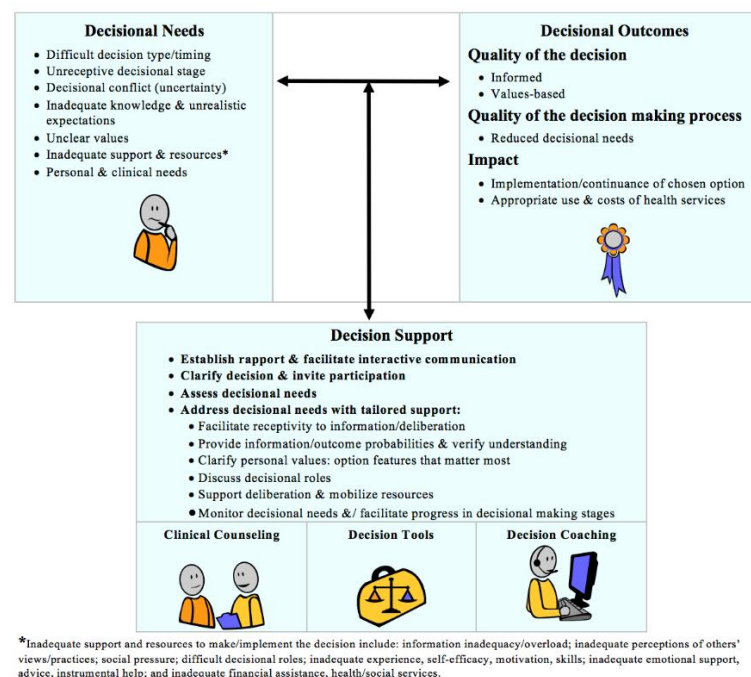 Decisional Needs
• Difficult decision type/timing
• Unreceptive decisional stage
• Decisional conflict (uncertainty)
• Inadequate knowledge & unrealistic
expectations
• Unclear values
• Inadequate support & resources*
• Personal & clinical needs
Decisional Outcomes
Quality of the decision
• Informed
• Values-based
Quality of the decision making process
• Reduced decisional needs
Impact
• Implementation/continuance of chosen option
• Appropriate use & costs of health services
Decision Support
• Establish rapport & facilitate interactive communication
• Clarify decision & invite participation
• Assess decisional needs
• Address decisional needs with tailored support:
• Facilitate receptivity to information/deliberation
• Provide information/outcome probabilities & verify understanding
• Clarify personal values: option features that matter most
• Discuss decisional roles
• Support deliberation & mobilize resources
• Monitor decisional needs &/ facilitate progress in decisional making stages
Clinical Counseling
Decision Tools
Decision Coaching
*Inadequate support and resources to make/implement the decision include: information inadequacy/overload; inadequate perceptions of others'
views/practices; social pressure; difficult decisional roles; inadequate experience, self-efficacy, motivation, skills; inadequate emotional support,
advice, instrumental help; and inadequate financial assistance, health/social services.